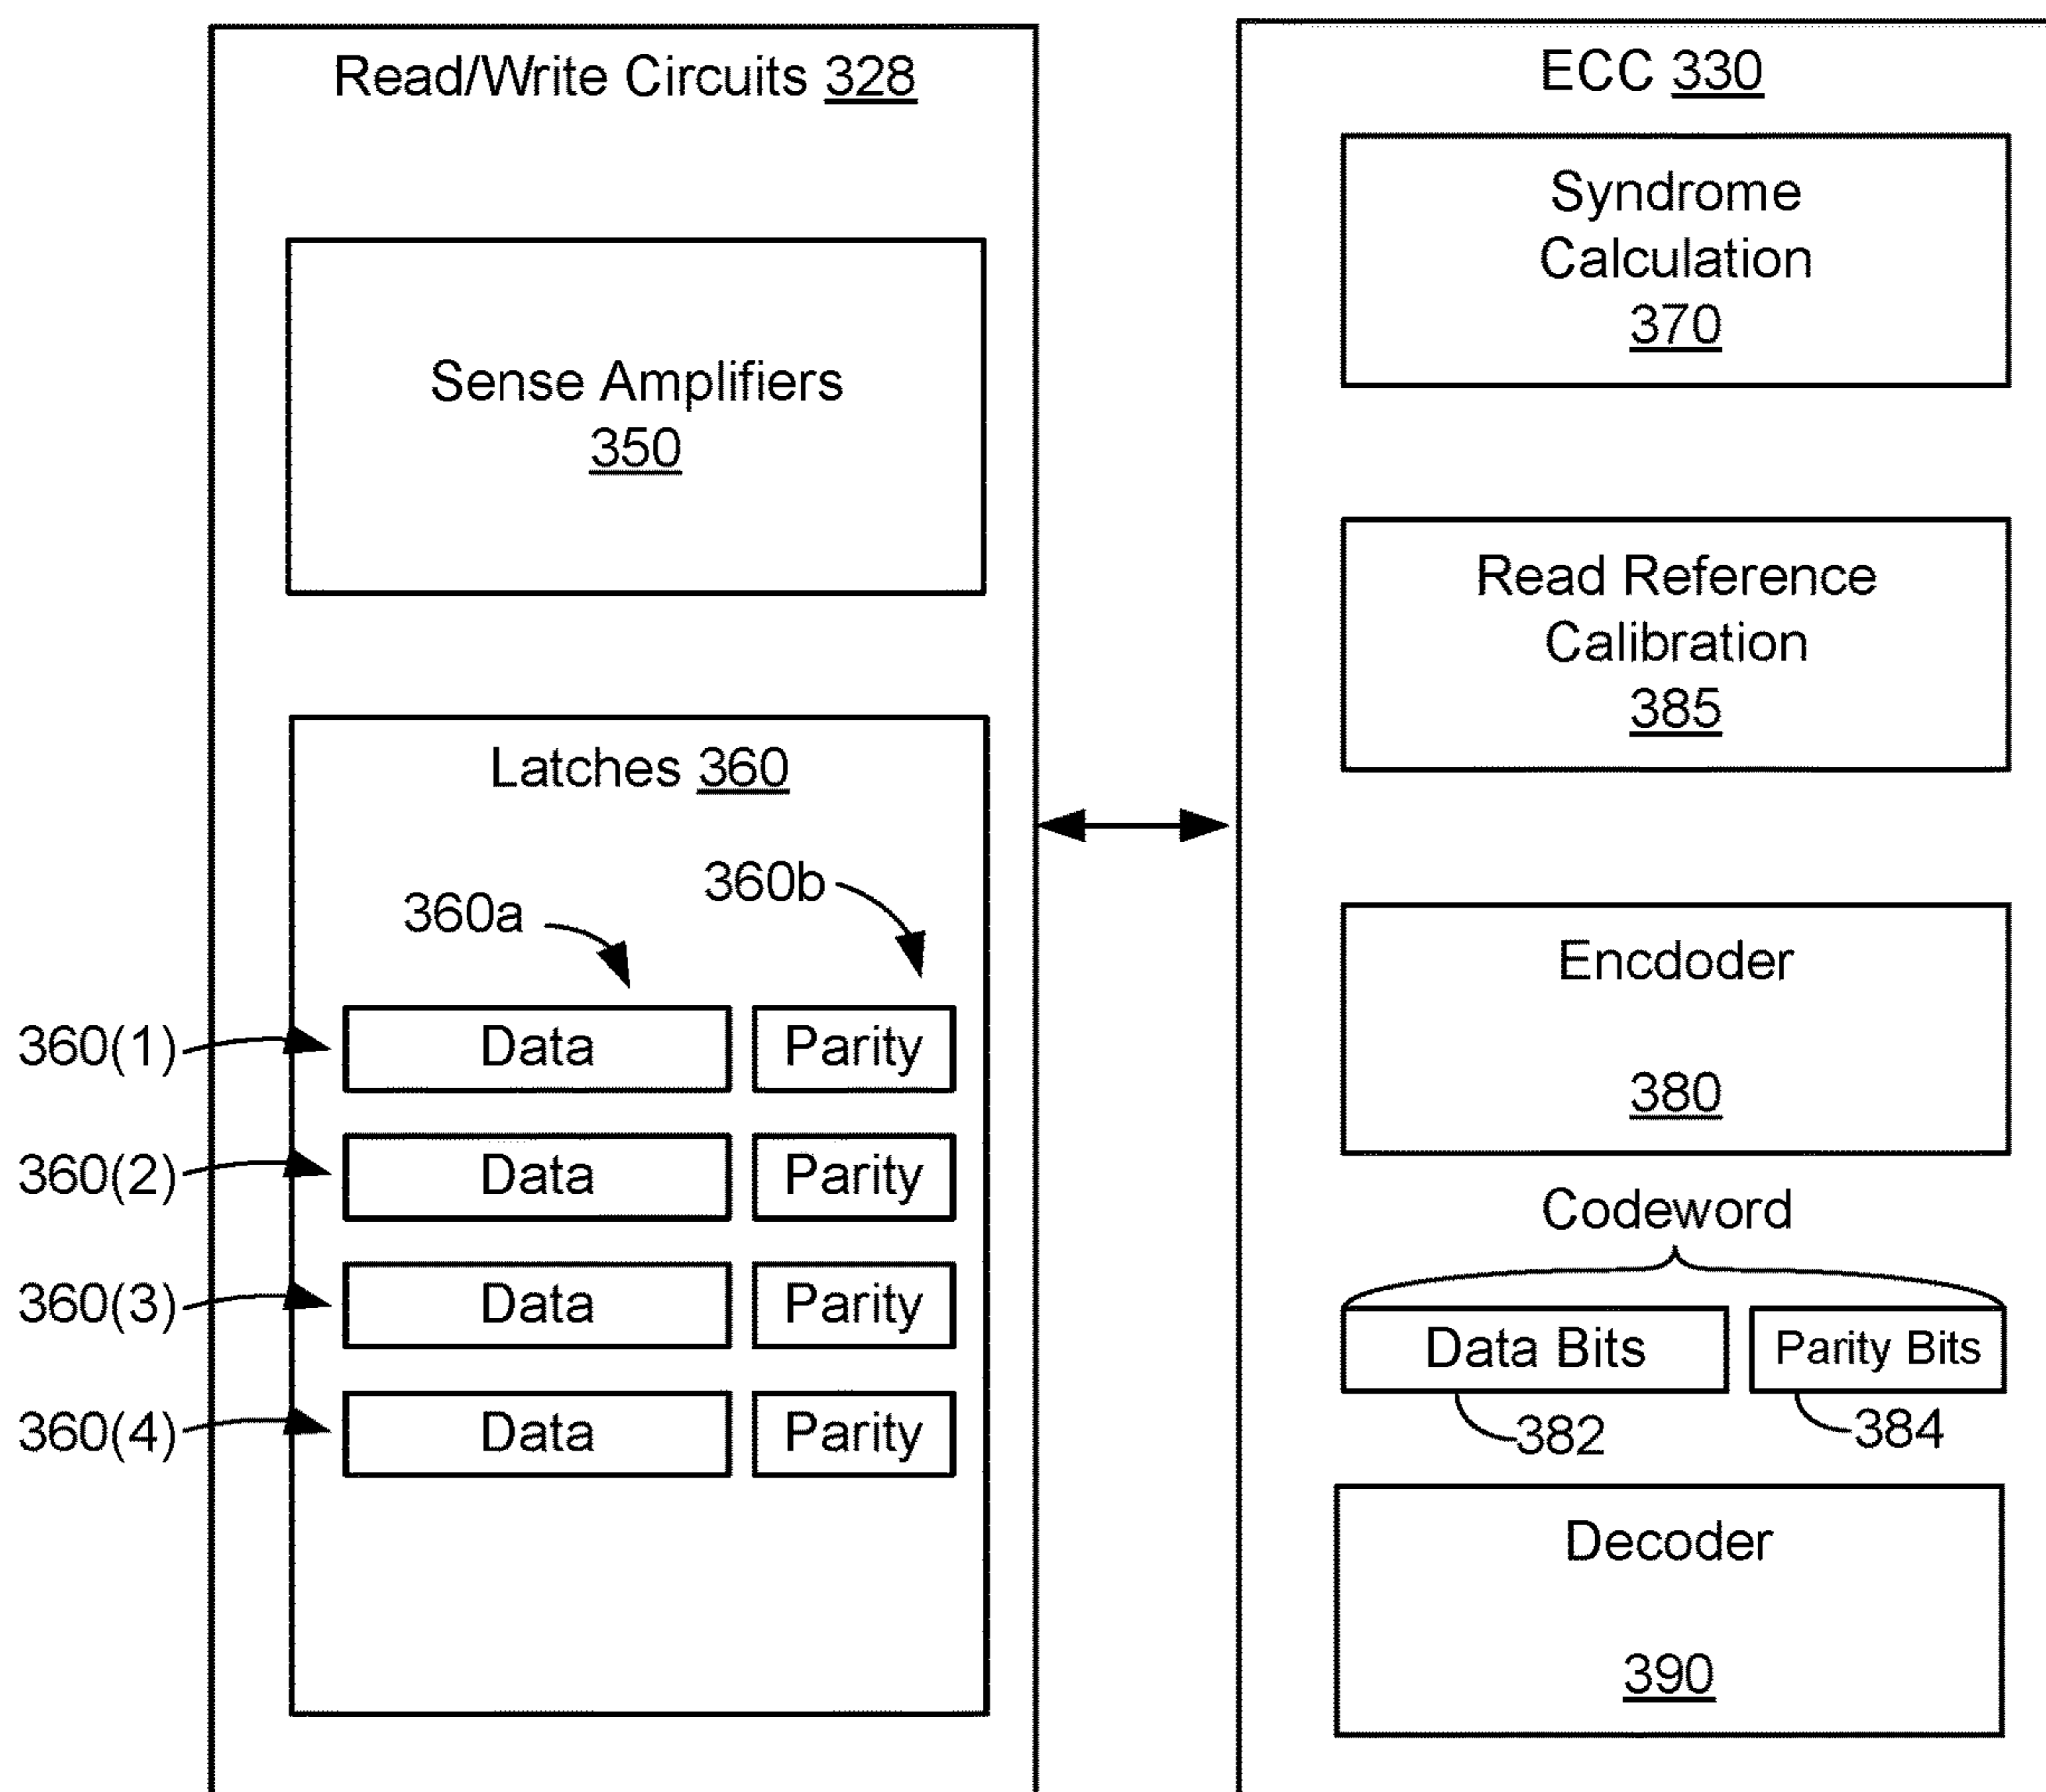 Read/Write Circuits 328
Sense Amplifiers
350
Latches 360
360a
360b
360(1)
Data
Parity
360(2)
Data
Parity
360(3)
Data
Parity
360(4)
Data
Parity
ECC 330
Syndrome
Calculation
370
Read Reference
Calibration
385
Encdoder
380
Codeword
Data Bits
Parity Bits
382
384
Decoder
390